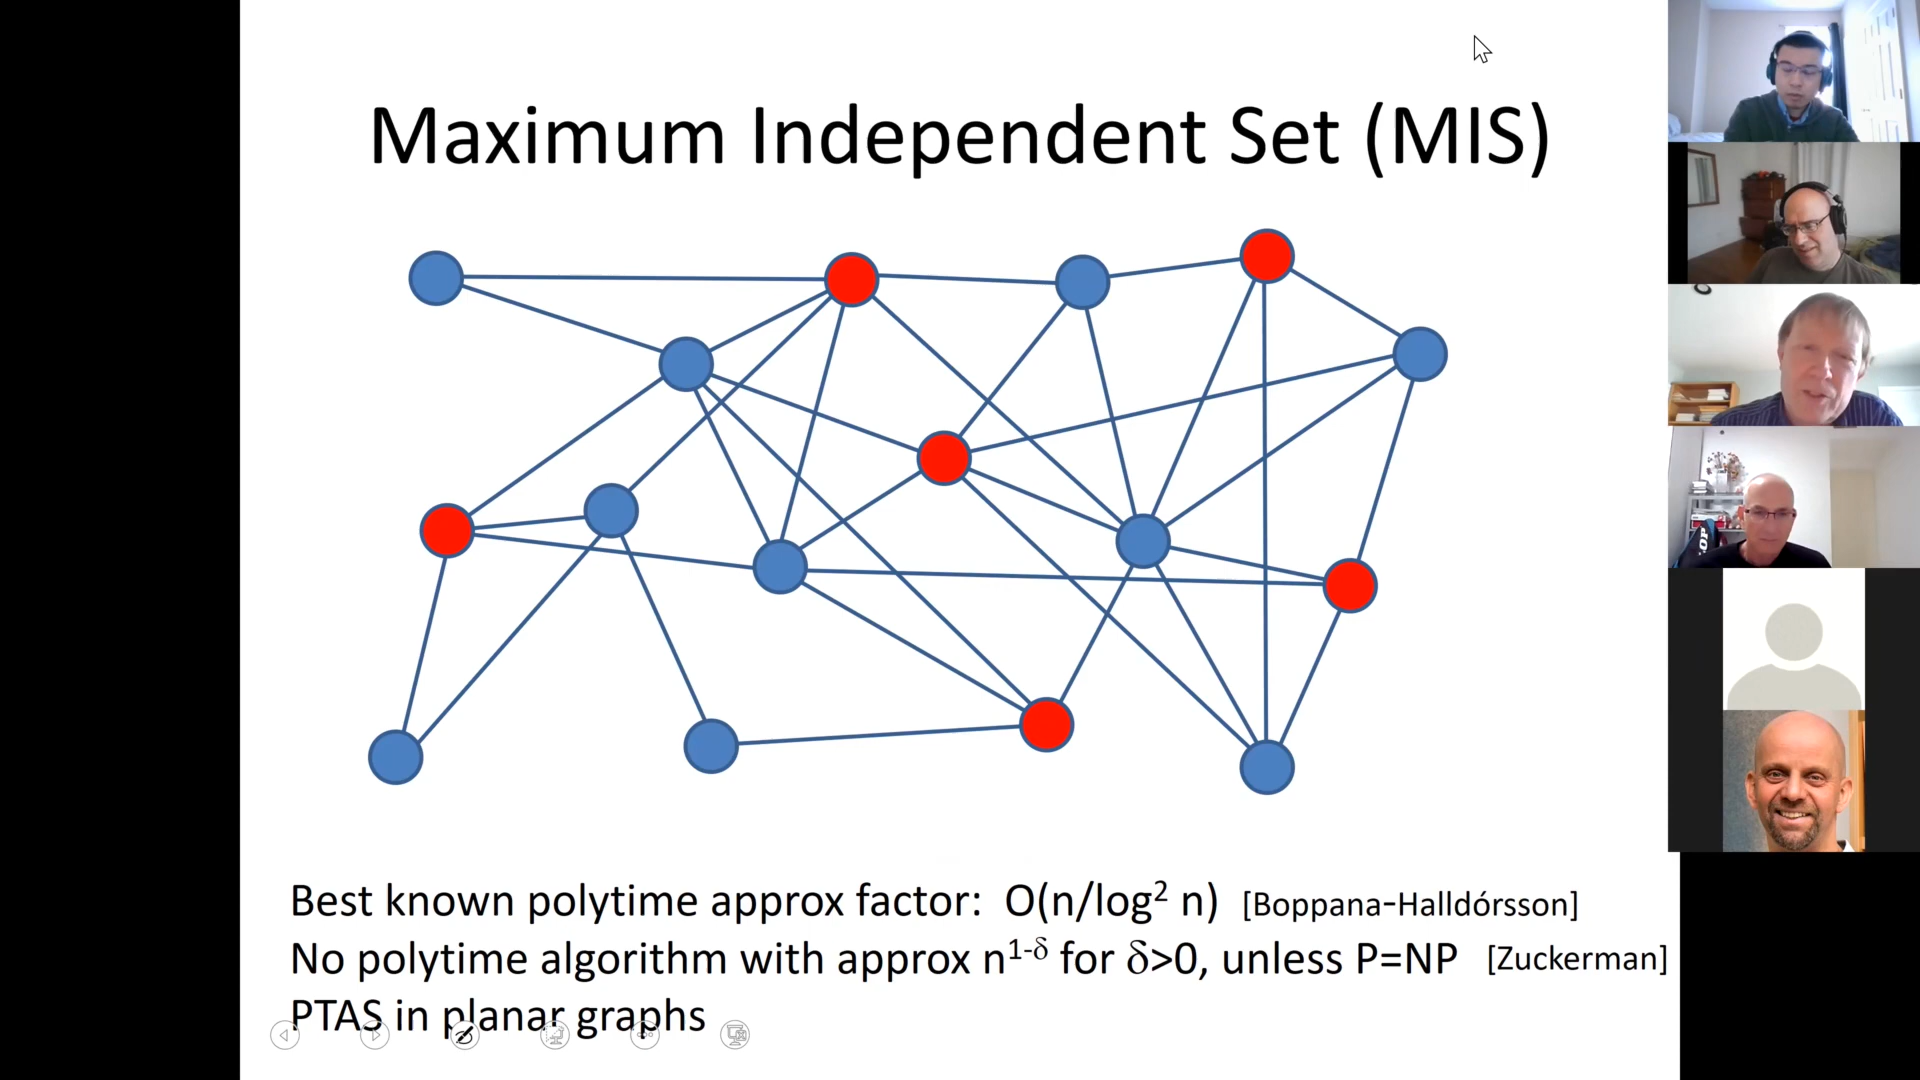 Maximum Independent Set (MIS)
Best known polytime approx factor: O(n/log² n) [Boppana-Halldórsson]
No polytime algorithm with approx n¹⁻ᵟ for δ>0, unless P=NP [Zuckerman]
PTAS in planar graphs